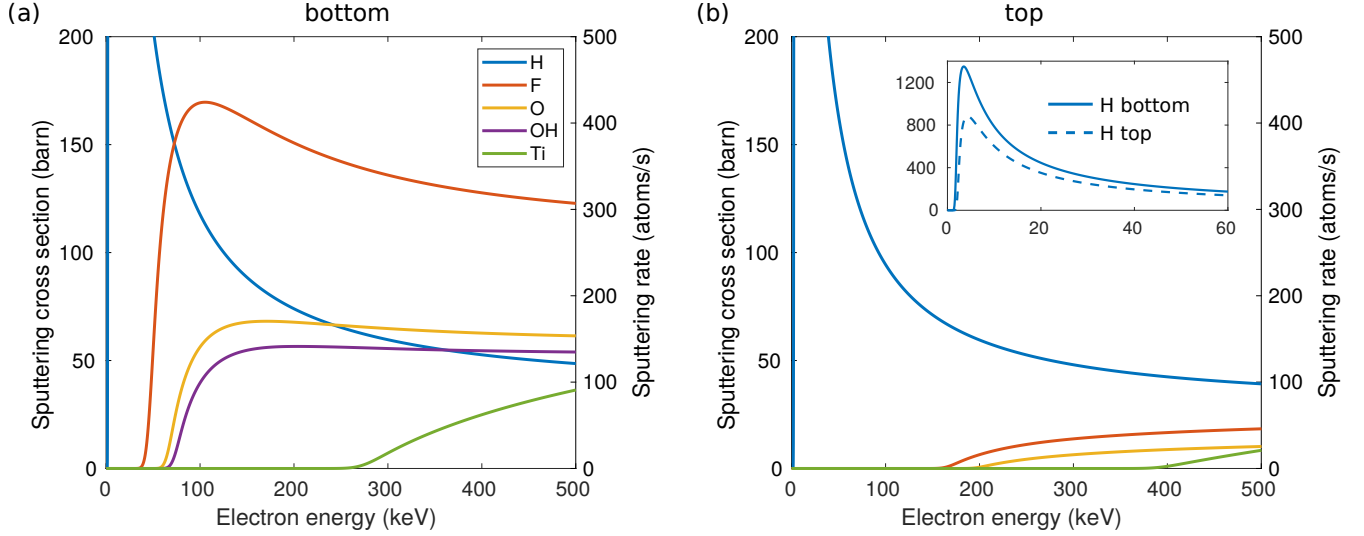 (a)
bottom
200
150
100
50
0
Sputtering cross section (barn)
500
400
300
200
100
0
Sputtering rate (atoms/s)
H
F
O
OH
Ti
0
100
200
300
400
500
Electron energy (keV)
(b)
top
200
150
100
50
0
Sputtering cross section (barn)
500
400
300
200
100
0
Sputtering rate (atoms/s)
1200
800
400
0
H bottom
H top
0
20
40
60
0
100
200
300
400
500
Electron energy (keV)